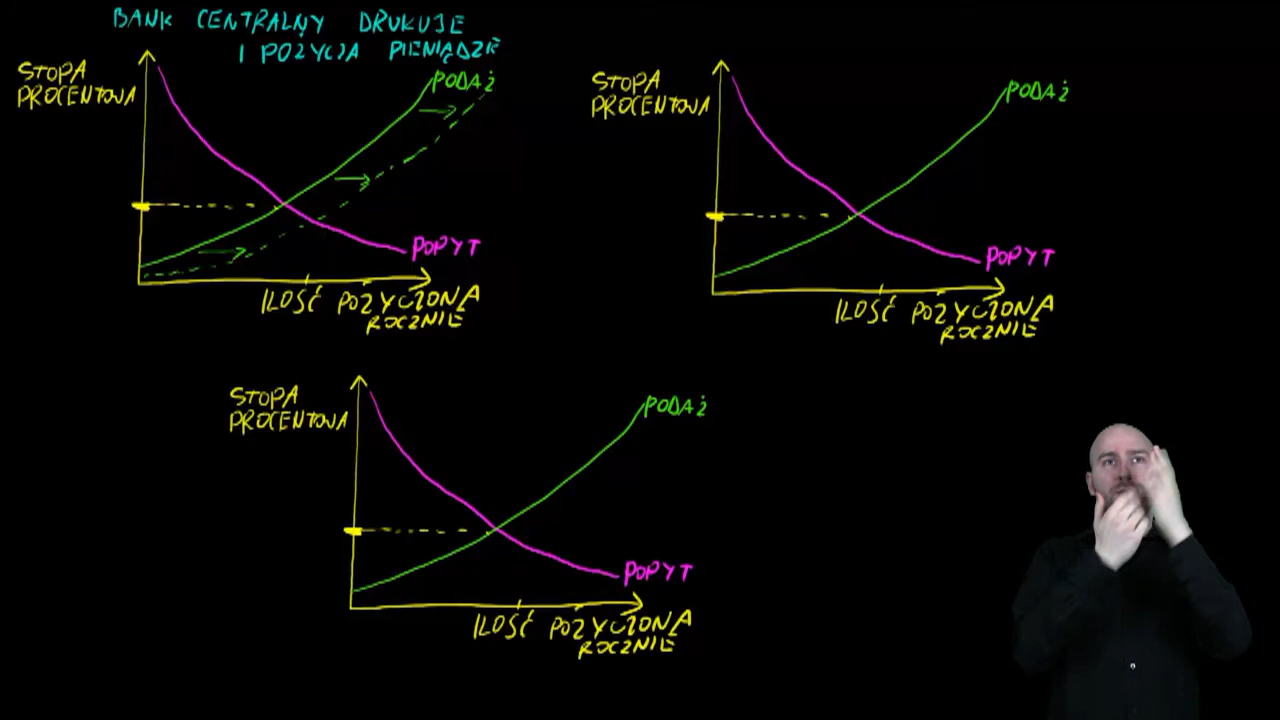 BANK CENTRALNY DRUKUJE
I POŻYCZA PIENIĄDZE
STOPA
PROCENTOWA
PODAŻ
POPYT
ILOŚĆ POŻYCZONA
ROCZNIE
STOPA
PROCENTOWA
PODAŻ
POPYT
ILOŚĆ POŻYCZONA
ROCZNIE
STOPA
PROCENTOWA
PODAŻ
POPYT
ILOŚĆ POŻYCZONA
ROCZNIE